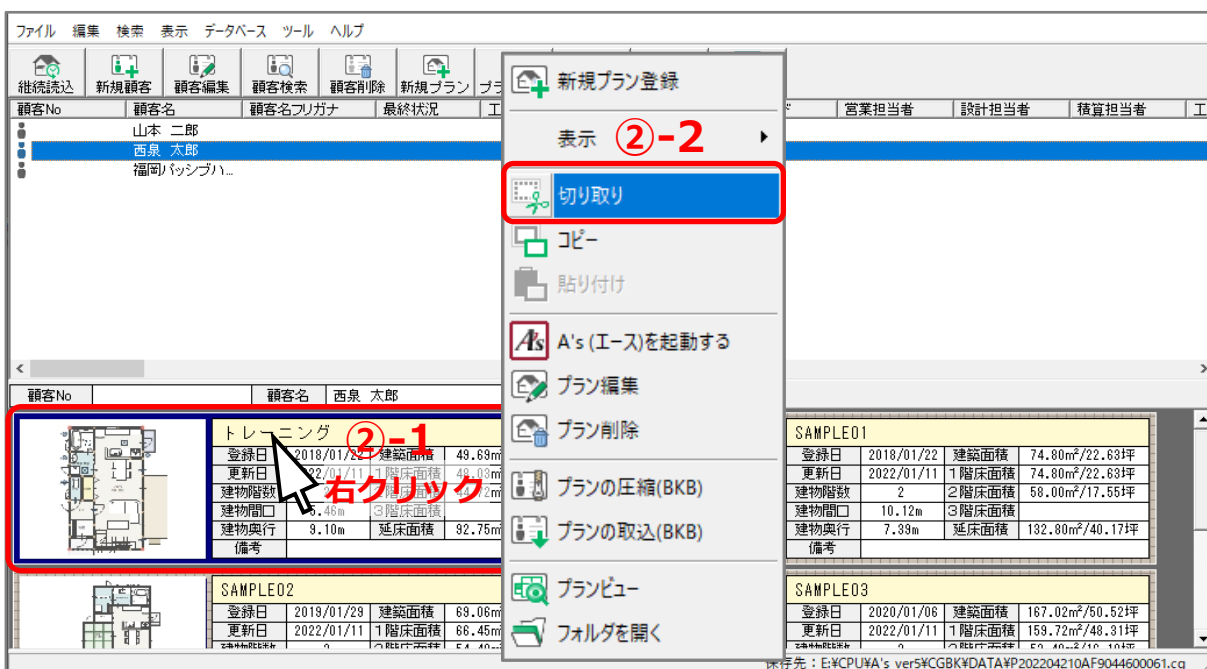 ファイル 編集 検索 表示 データベース ツール ヘルプ
継続読込 新規顧客 顧客編集 顧客検索 顧客削除 新規プラン
顧客No 顧客名 顧客名フリガナ 最終状況 営業担当者 設計担当者 積算担当者
山本 二郎
西泉 太郎
福岡パッシブハ...
新規プラン登録
表示 ②-2
切り取り
コピー
貼り付け
A's A's (エース)を起動する
プラン編集
プラン削除
プランの圧縮(BKB)
プランの取込(BKB)
プランビュー
フォルダを開く
顧客No 顧客名 西泉 太郎
トレーニング ②-1
右クリック
登録日 2018/01/22 建築面積 49.69m
更新日 /01/11 1階床面積 48.03m
建物階数
建物間口 5.46m 3階床面積
建物奥行 9.10m 延床面積 92.75m
備考
SAMPLE01
登録日 2018/01/22 建築面積 74.80m²/22.63坪
更新日 2022/01/11 1階床面積 74.80m²/22.63坪
建物階数 2 2階床面積 58.00m²/17.55坪
建物間口 10.12m 3階床面積
建物奥行 7.39m 延床面積 132.80m²/40.17坪
備考
SAMPLE02
登録日 2019/01/29 建築面積 69.06m
更新日 2022/01/11 1階床面積 66.45m
SAMPLE03
登録日 2020/01/06 建築面積 167.02m²/50.52坪
更新日 2022/01/11 1階床面積 159.72m²/48.31坪
保存先：E:¥CPU¥A's ver5¥CGBK¥DATA¥P202204210AF9044600061.cg